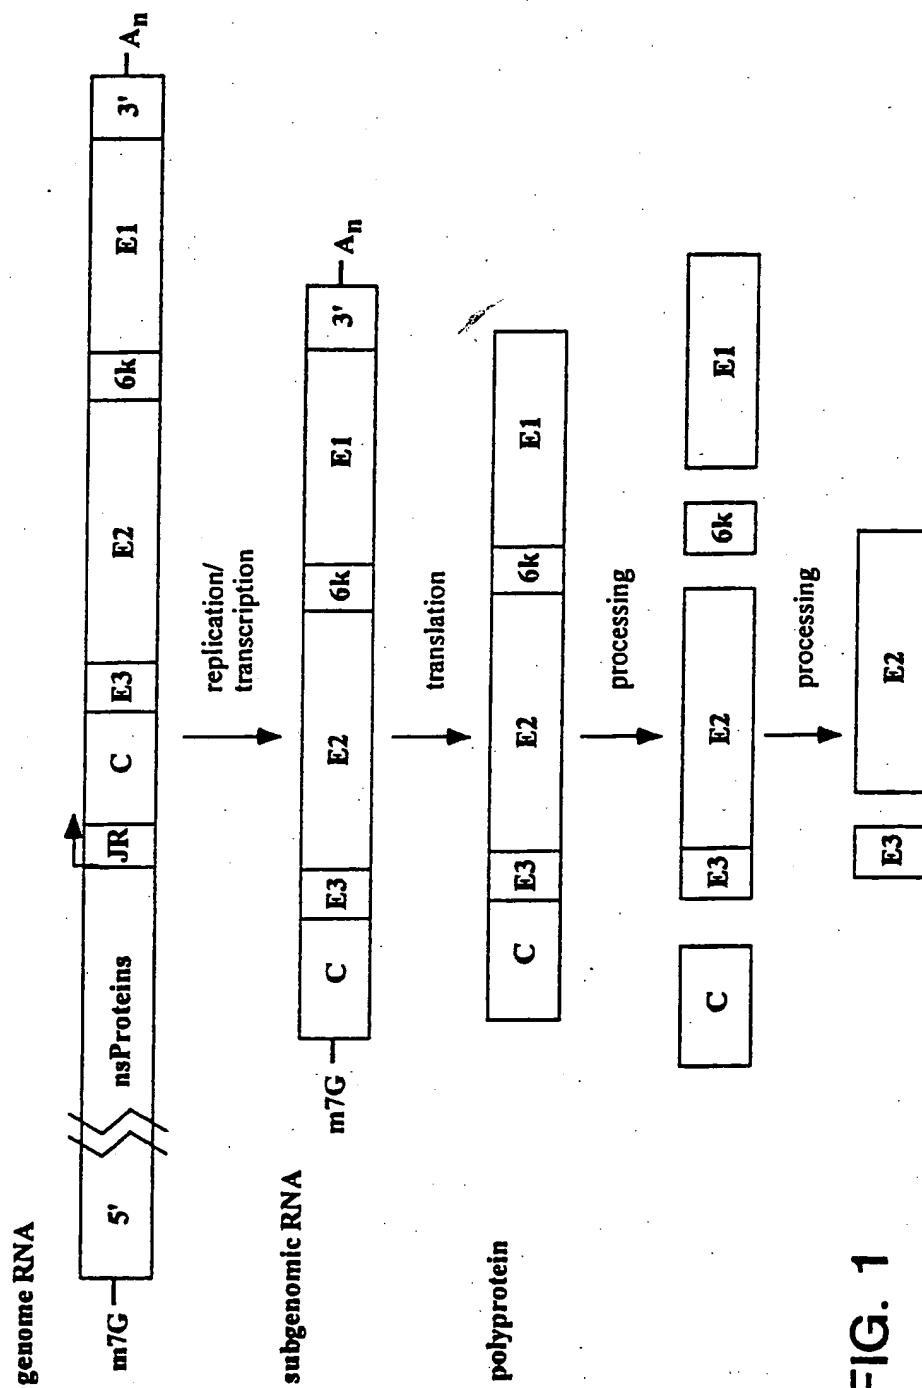 genome RNA
m7G 5' nsProteins JR C E3 E2 6k E1 3' An
replication/
transcription
subgenomic RNA
m7G C E3 E2 6k E1 3' An
translation
polyprotein
C E3 E2 6k E1
processing
C E3 E2 6k E1
processing
E3 E2
FIG. 1